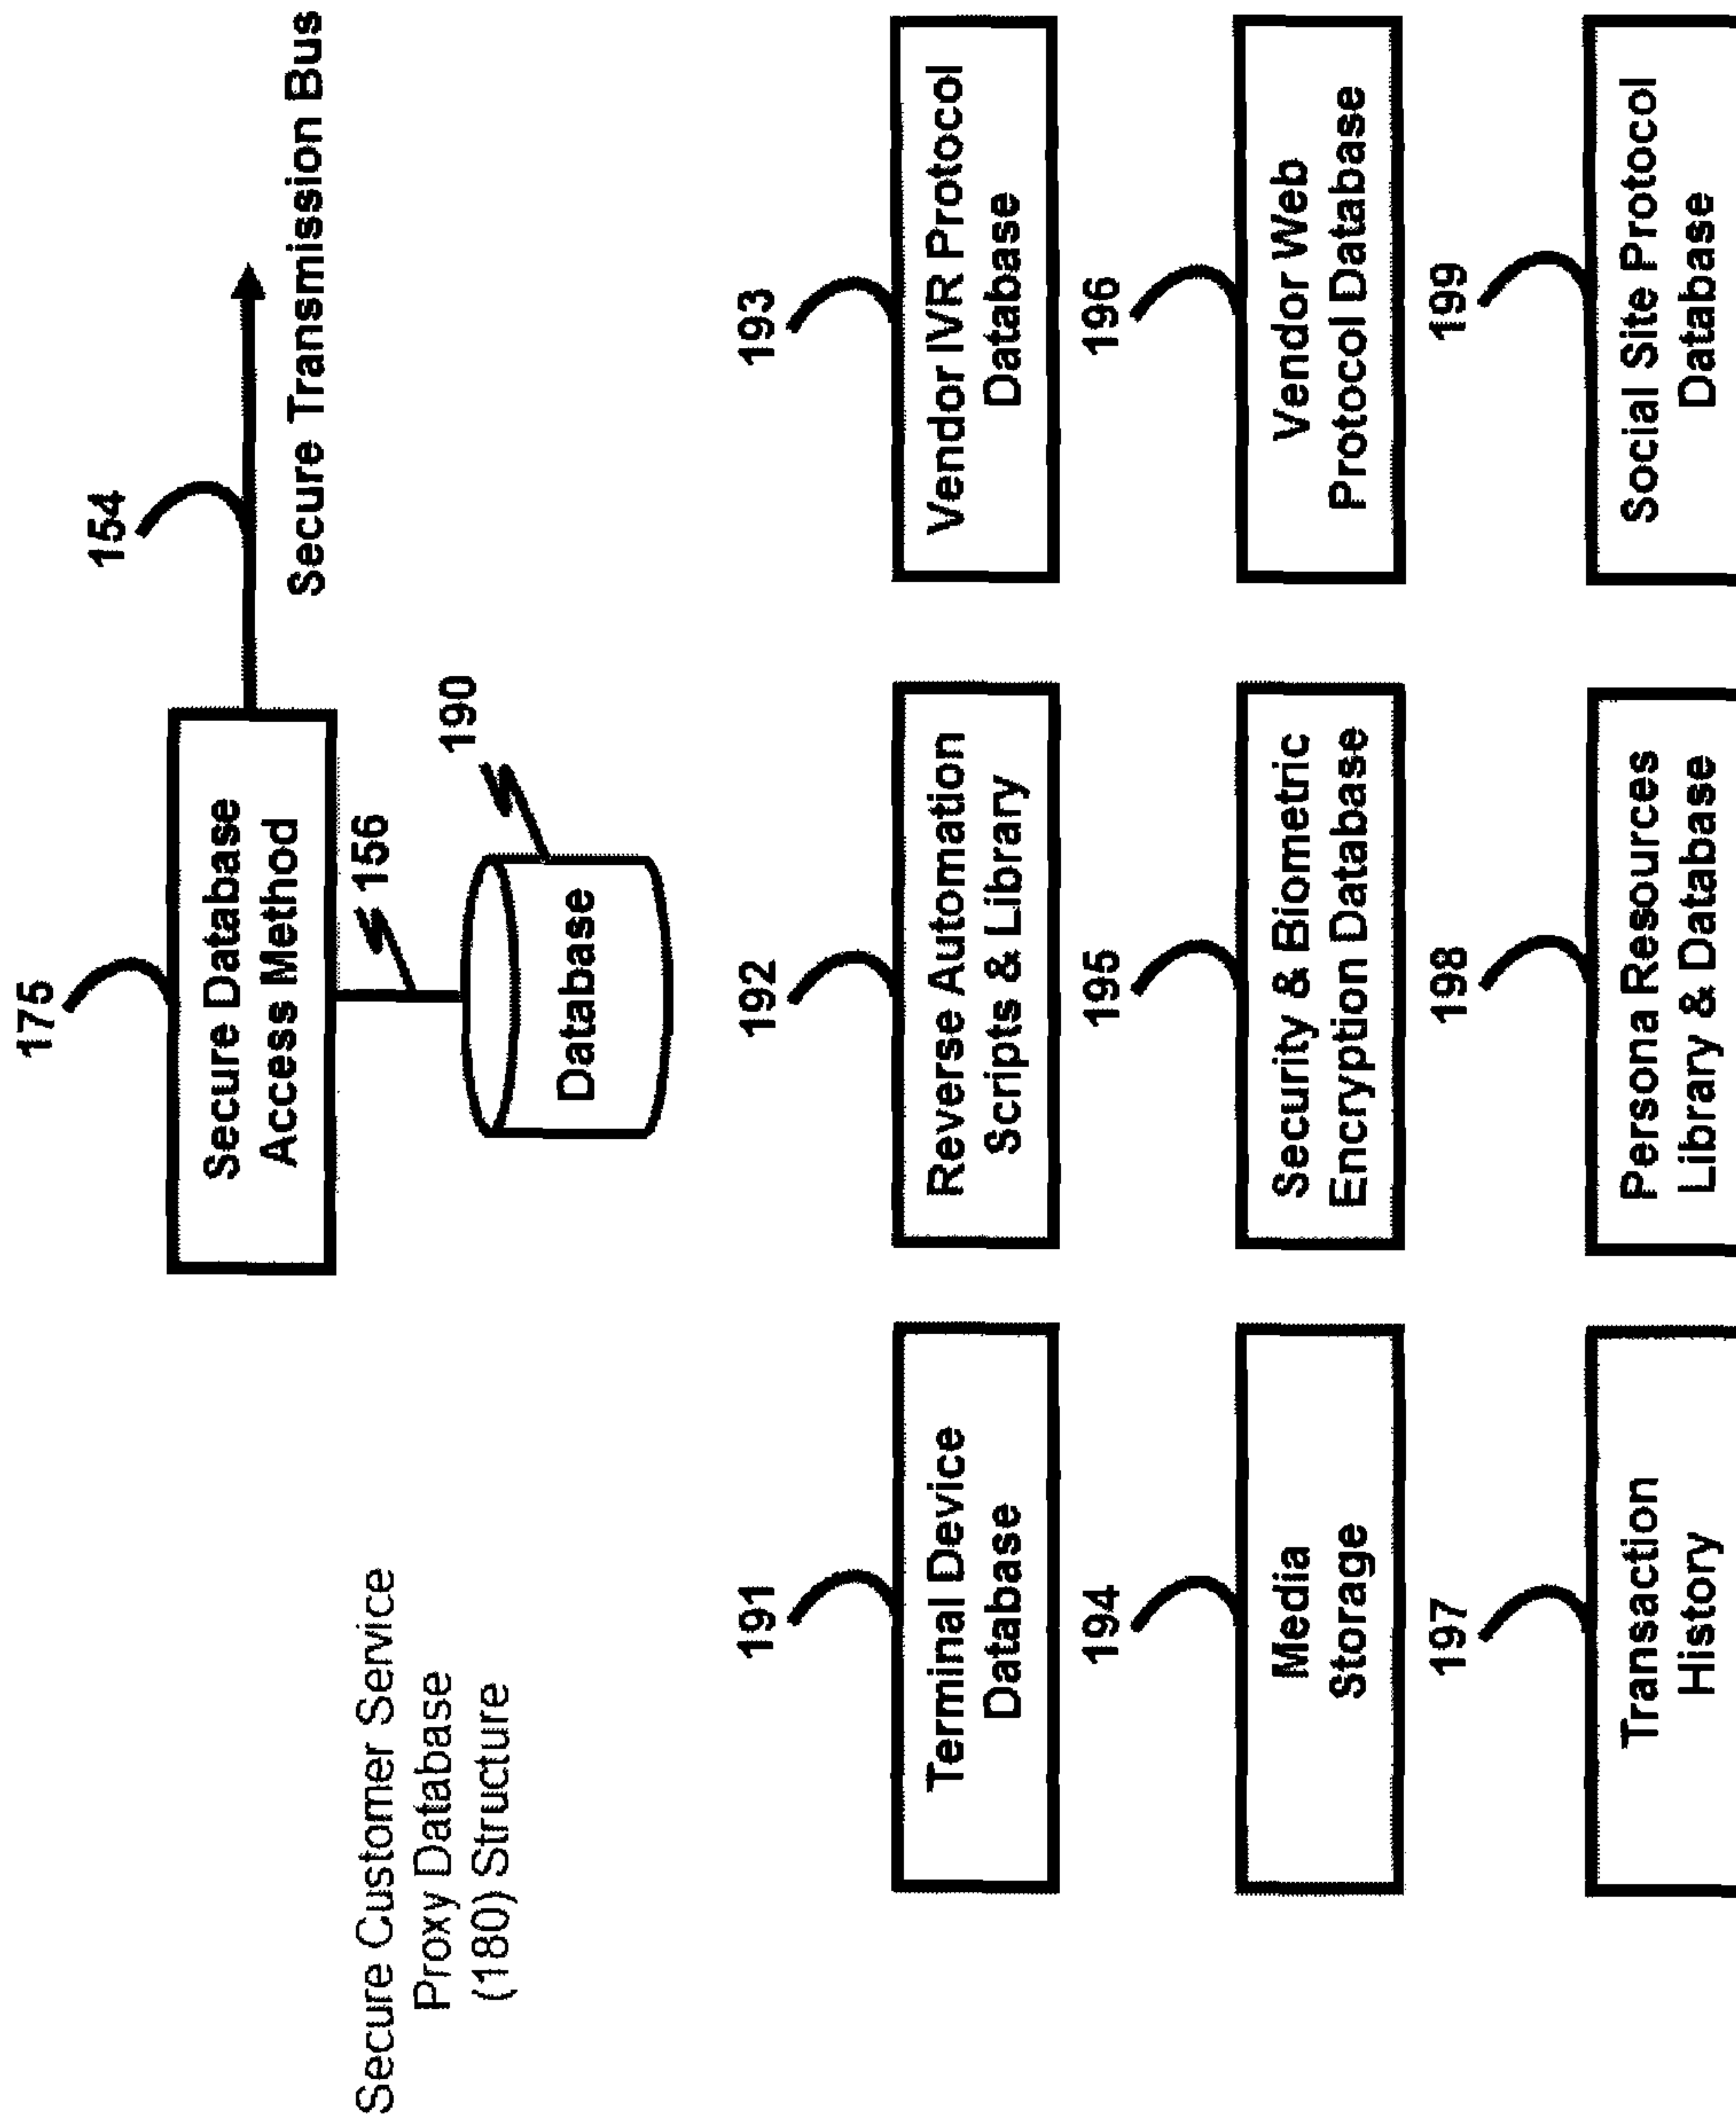 175
Secure Database
Access Method
154
Secure Transmission Bus
156
190
Database
Secure Customer Service
Proxy Database
(180) Structure
191
Terminal Device
Database
192
Reverse Automation
Scripts & Library
193
Vendor IVR Protocol
Database
194
Media
Storage
195
Security & Biometric
Encryption Database
196
Vendor Web
Protocol Database
197
Transaction
History
198
Persona Resources
Library & Database
199
Social Site Protocol
Database